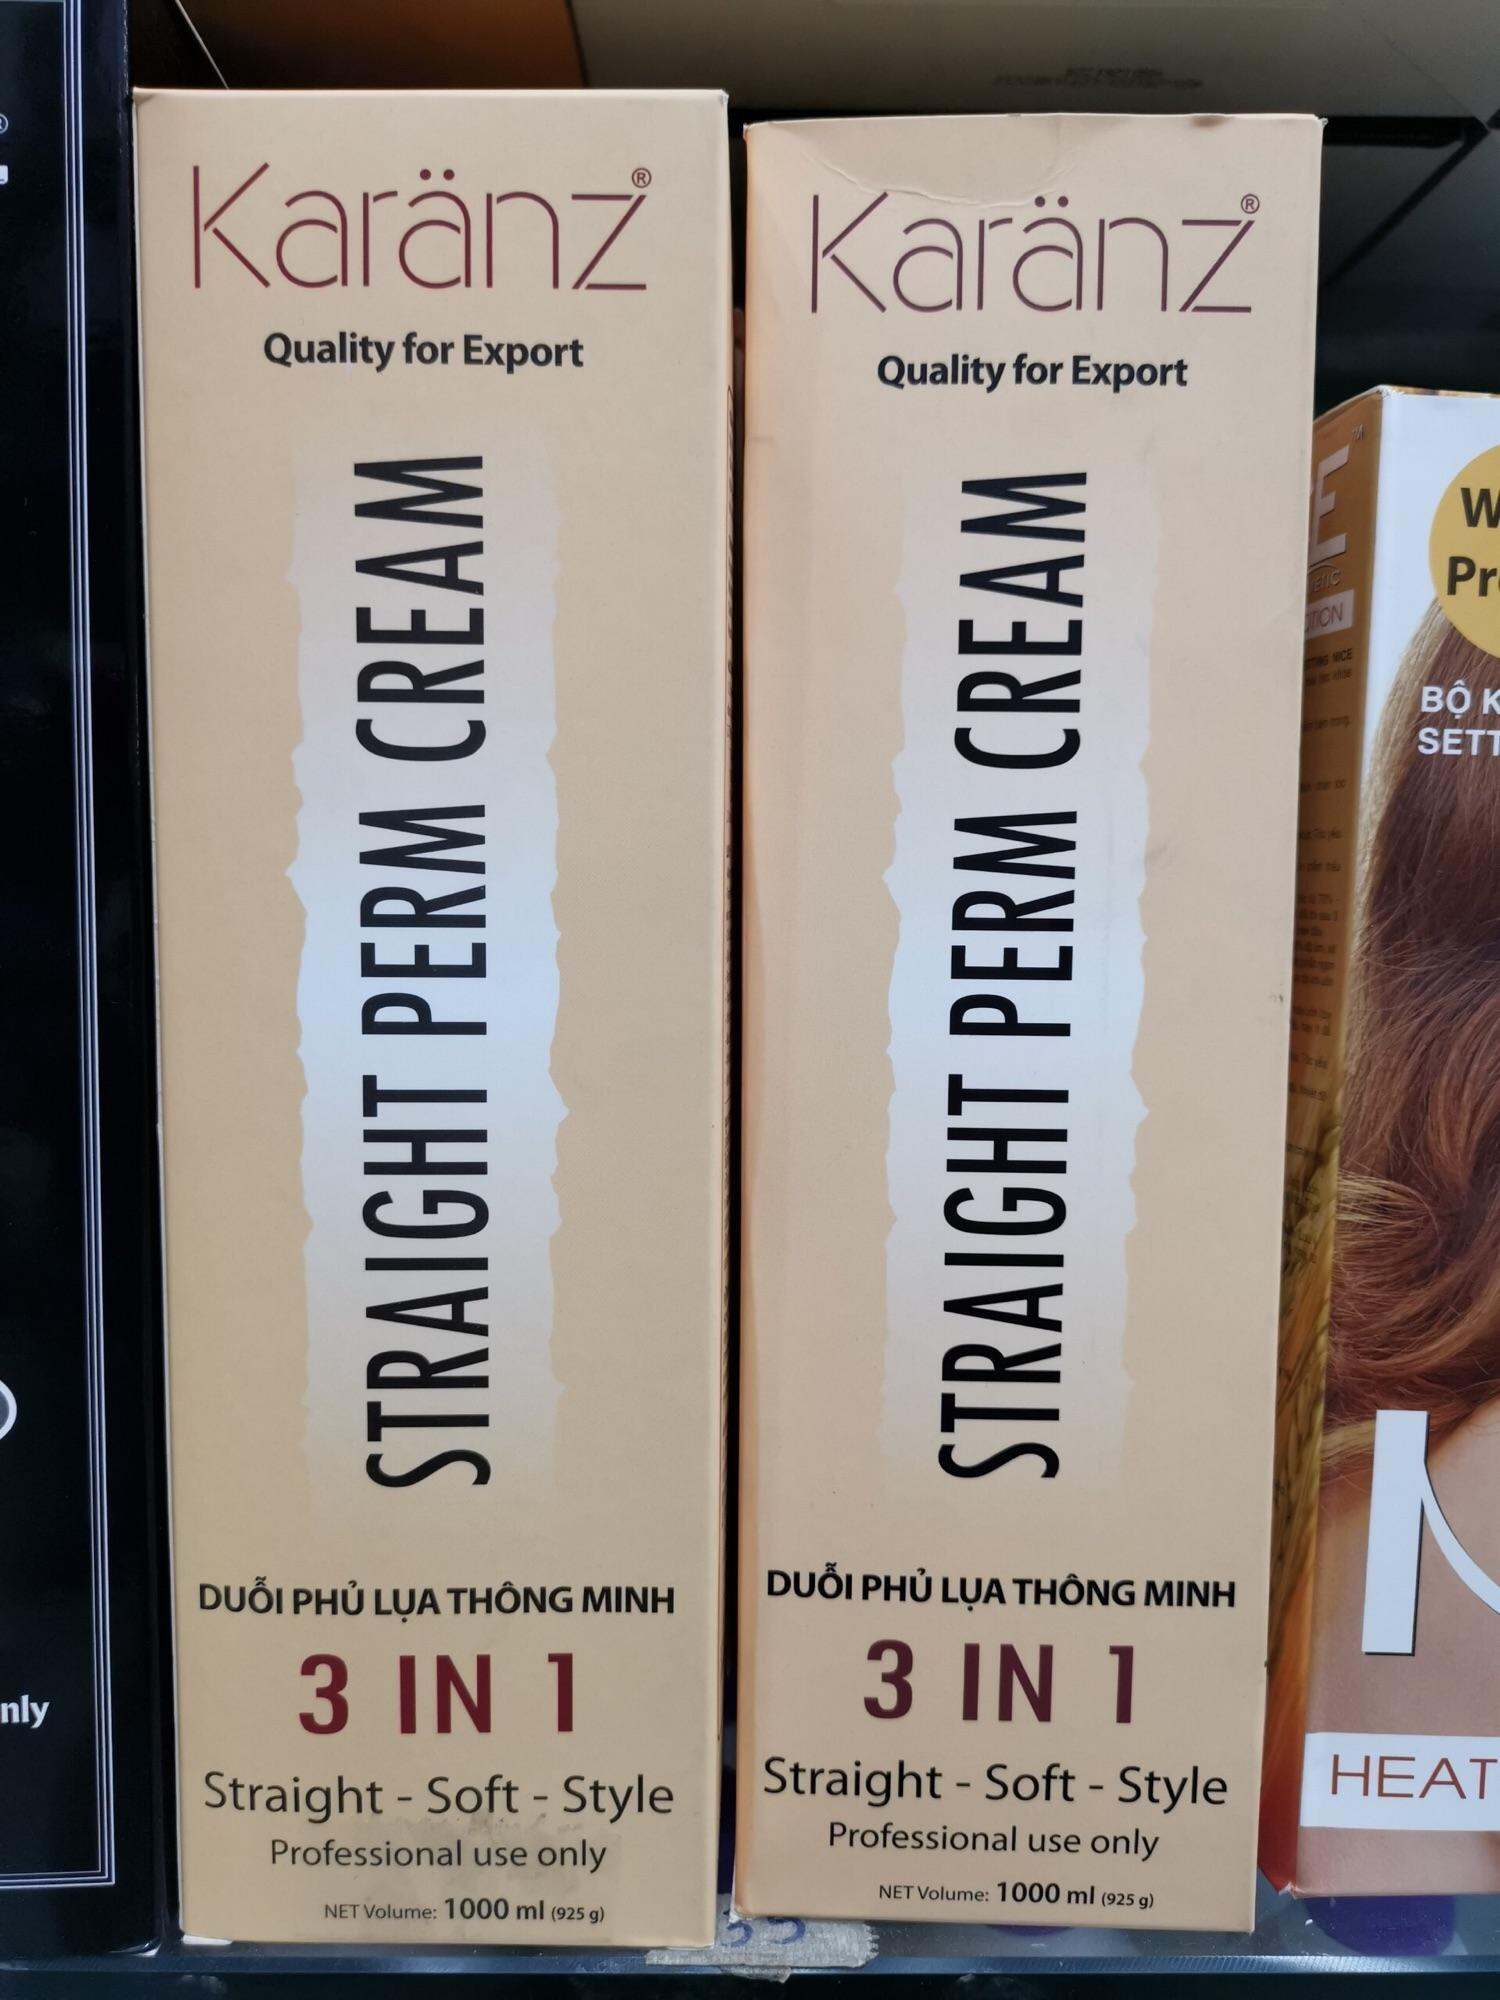 Karänz®
Quality for Export
STRAIGHT PERM CREAM
DUỖI PHỦ LỤA THÔNG MINH
3 IN 1
Straight - Soft - Style
Professional use only
NET Volume: 1000 ml (925 g)
Karänz®
Quality for Export
STRAIGHT PERM CREAM
DUỖI PHỦ LỤA THÔNG MINH
3 IN 1
Straight - Soft - Style
Professional use only
NET Volume: 1000 ml (925 g)
BỘ
HEAT